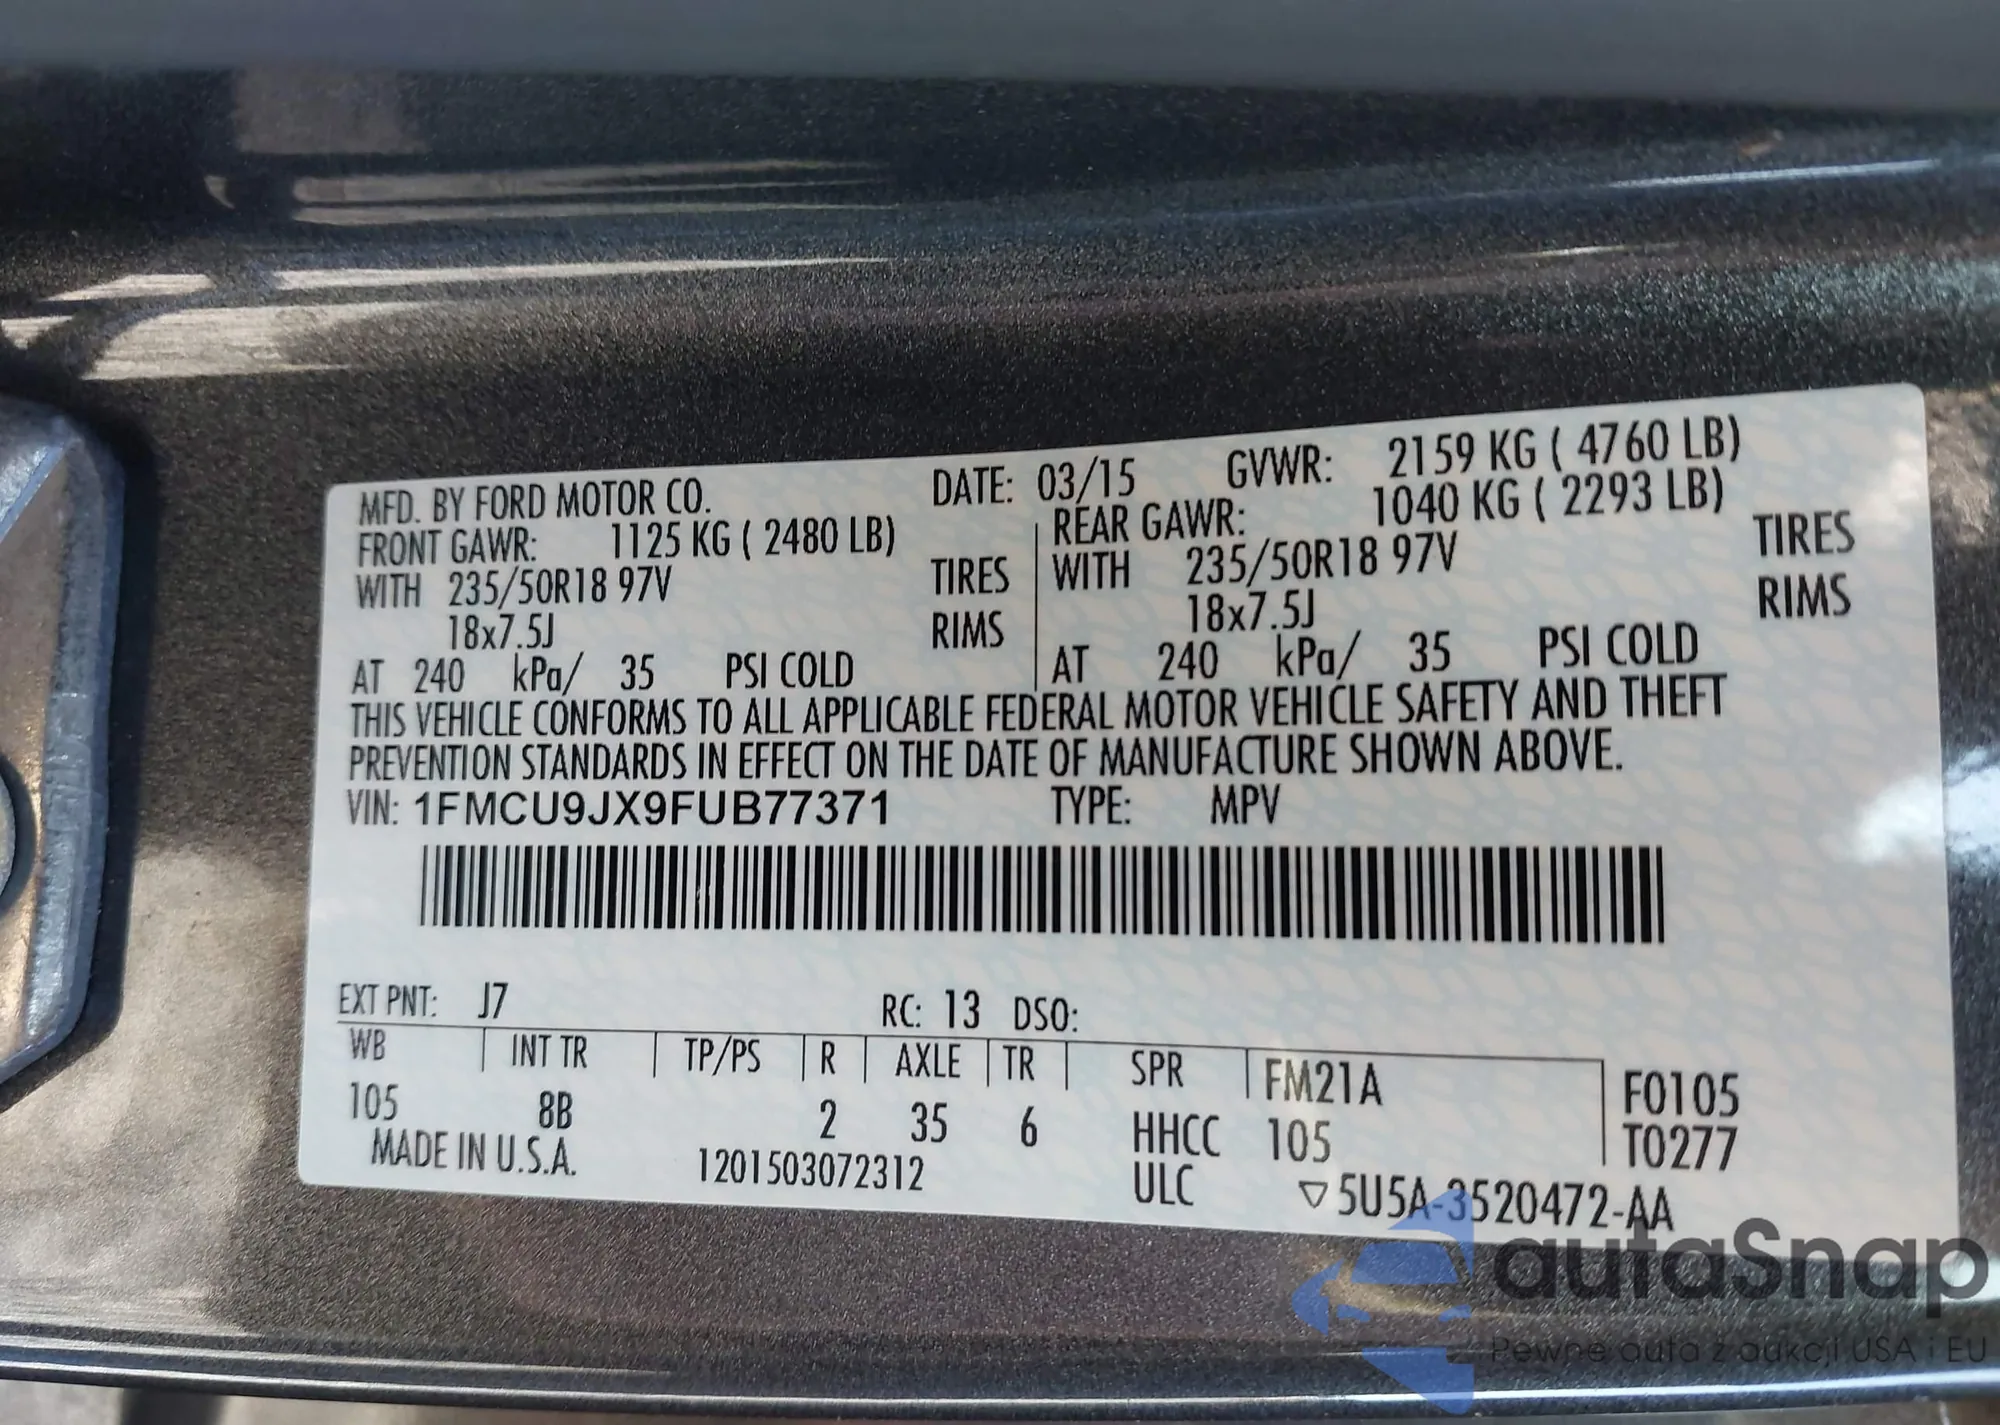 MFD. BY FORD MOTOR CO. DATE: 03/15 GVWR: 2159 KG ( 4760 LB)
FRONT GAWR: 1125 KG ( 2480 LB) REAR GAWR: 1040 KG ( 2293 LB)
WITH 235/50R18 97V TIRES WITH 235/50R18 97V TIRES
18x7.5J RIMS 18x7.5J RIMS
AT 240 kPa/ 35 PSI COLD AT 240 kPa/ 35 PSI COLD
THIS VEHICLE CONFORMS TO ALL APPLICABLE FEDERAL MOTOR VEHICLE SAFETY AND THEFT
PREVENTION STANDARDS IN EFFECT ON THE DATE OF MANUFACTURE SHOWN ABOVE.
VIN: 1FMCU9JX9FUB77371 TYPE: MPV
EXT PNT: J7 RC: 13 DSO:
WB INT TR TP/PS R AXLE TR SPR FM21A F0105
105 8B 2 35 6 HHCC 105 T0277
MADE IN U.S.A. 1201503072312 ULC ▽5U5A-3520472-AA
autaSnap
Pewne auta z aukcji USA i EU